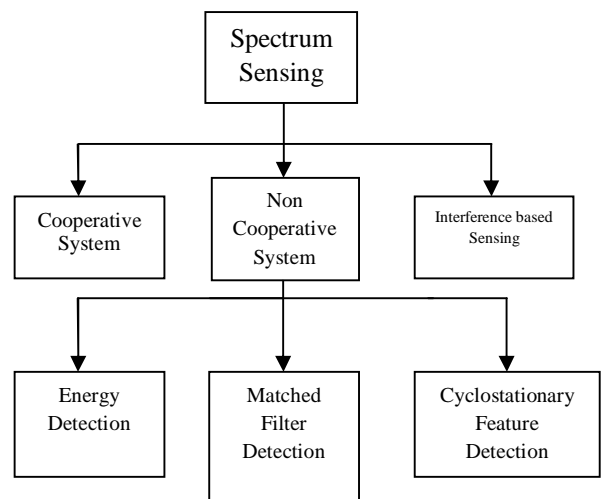 Spectrum
Sensing
Cooperative
System
Non
Cooperative
System
Interference based
Sensing
Energy
Detection
Matched
Filter
Detection
Cyclostationary
Feature
Detection